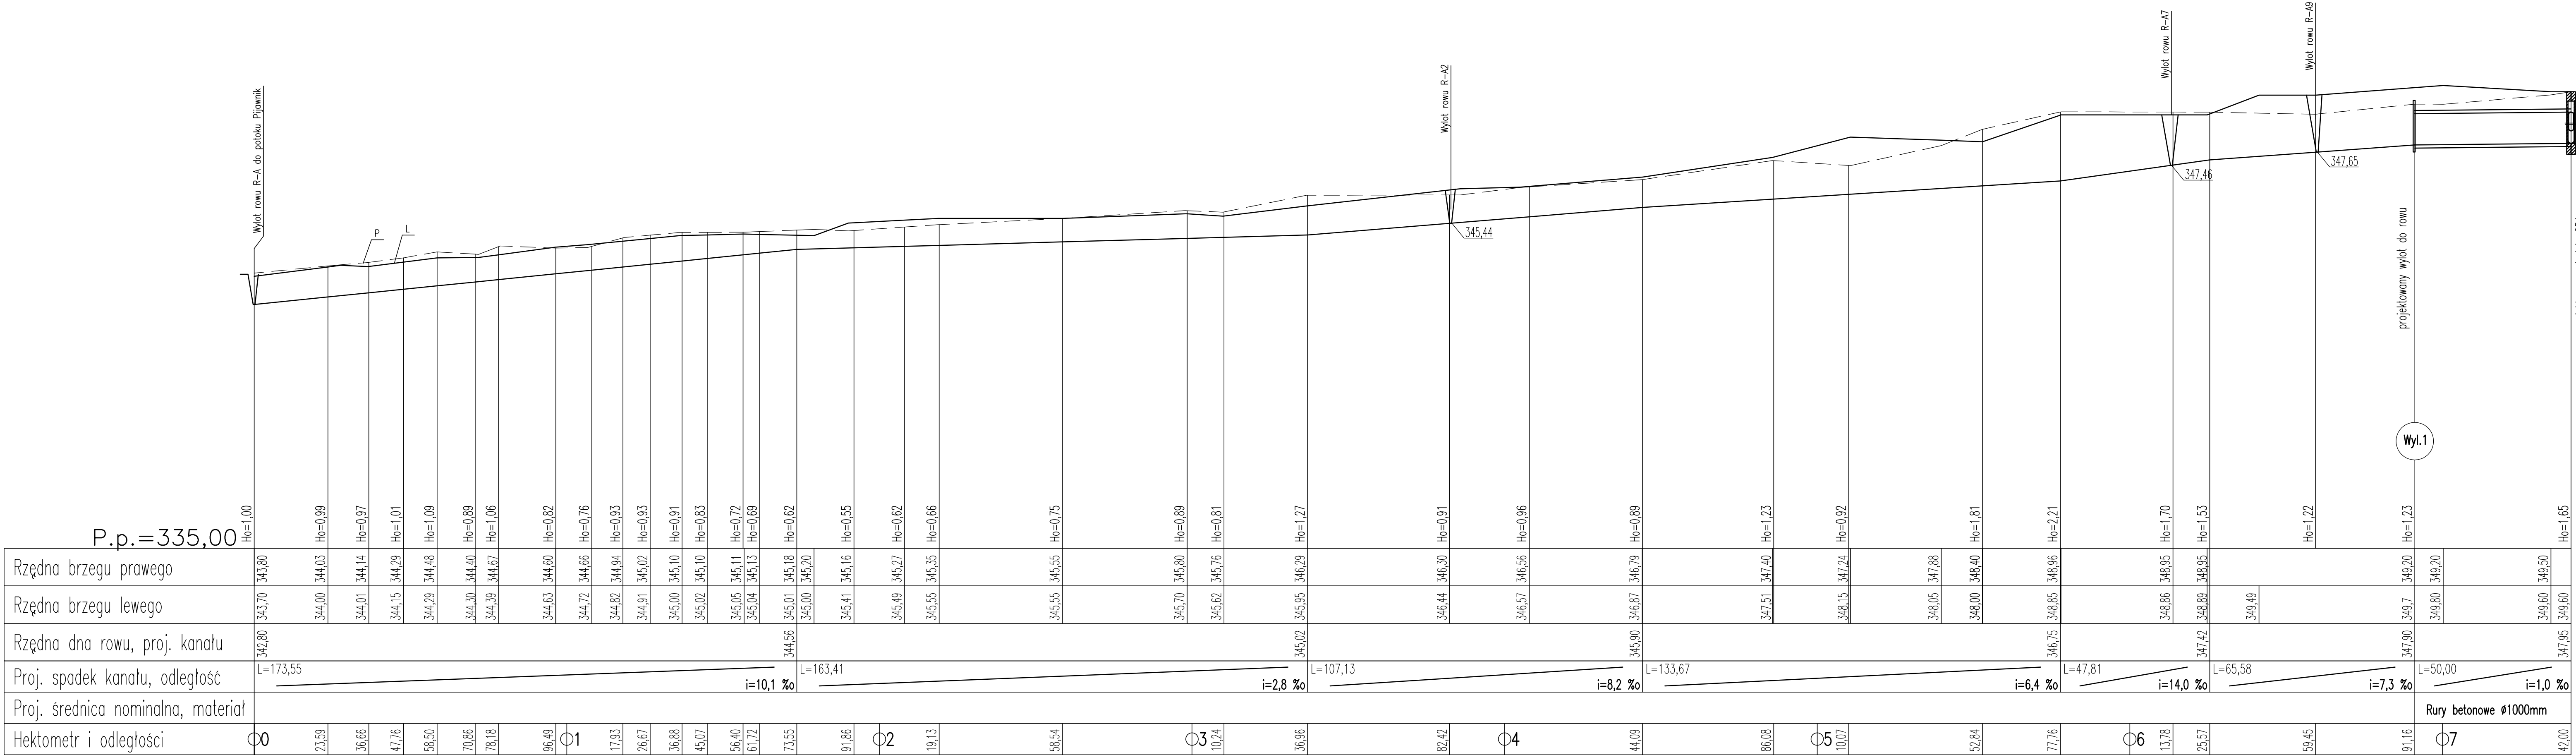 Wylot rowu R-A do potoku Pijawnik
P
L
Wylot rowu R-A2
345,44
Wylot rowu R-A7
347,46
Wylot rowu R-A9
347,65
projektowany wylot do rowu
Wyl.1
P.p.=335,00
Ho=1,00 Ho=0,99 Ho=0,97 Ho=1,01 Ho=1,09 Ho=0,89 Ho=1,06 Ho=0,82 Ho=0,76 Ho=0,93 Ho=0,93 Ho=0,91 Ho=0,83 Ho=0,72 Ho=0,69 Ho=0,62 Ho=0,55 Ho=0,62 Ho=0,66 Ho=0,75 Ho=0,89 Ho=0,81 Ho=1,27 Ho=0,91 Ho=0,96 Ho=0,89 Ho=1,23 Ho=0,92 Ho=1,81 Ho=2,21 Ho=1,70 Ho=1,53 Ho=1,22 Ho=1,23 Ho=1,65
Rzędna brzegu prawego 343,80 344,03 344,14 344,29 344,48 344,40 344,67 344,60 344,66 344,94 345,02 345,10 345,10 345,11 345,13 345,18 345,20 345,16 345,27 345,35 345,55 345,80 345,76 346,29 346,30 346,56 346,79 347,40 347,24 347,88 348,40 348,96 348,95 348,95 349,20 349,20 349,50
Rzędna brzegu lewego 343,70 344,00 344,01 344,15 344,29 344,30 344,39 344,63 344,72 344,82 344,91 345,00 345,02 345,05 345,04 345,01 345,00 345,41 345,49 345,55 345,55 345,70 345,62 345,95 346,44 346,57 346,87 347,51 348,15 348,05 348,00 348,85 348,86 348,89 349,49 349,7 349,80 349,60 349,60
Rzędna dna rowu, proj. kanału 342,80 344,56 345,02 345,90 346,75 347,42 347,90 347,95
Proj. spadek kanału, odległość L=173,55 i=10,1 ‰ L=163,41 i=2,8 ‰ L=107,13 i=8,2 ‰ L=133,67 i=6,4 ‰ L=47,81 i=14,0 ‰ L=65,58 i=7,3 ‰ L=50,00 i=1,0 ‰
Proj. średnica nominalna, materiał Rury betonowe Ø1000mm
Hektometr i odległości 0 23,59 36,66 47,76 58,50 70,86 78,18 96,49 1 17,93 26,67 36,88 45,07 56,40 61,72 73,55 91,86 2 19,13 58,54 3 10,24 36,96 82,42 4 44,09 86,08 5 10,07 52,84 77,76 6 13,78 25,57 59,45 91,16 7 42,00